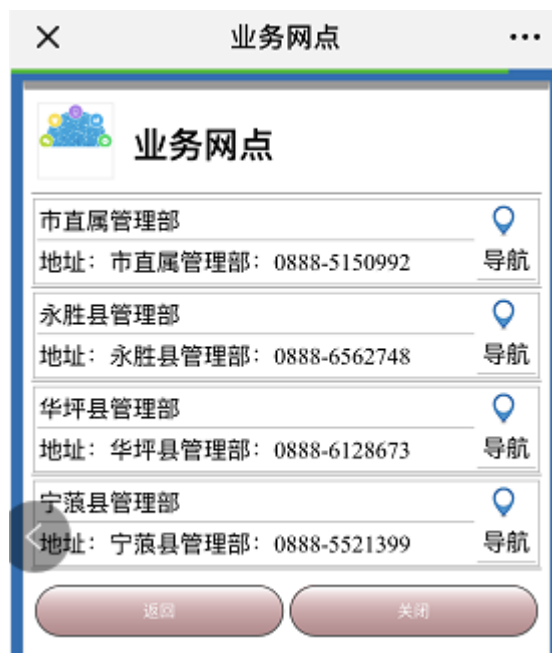 业务网点
业务网点
市直属管理部
地址：市直属管理部：0888-5150992
导航
永胜县管理部
地址：永胜县管理部：0888-6562748
导航
华坪县管理部
地址：华坪县管理部：0888-6128673
导航
宁蒗县管理部
地址：宁蒗县管理部：0888-5521399
导航
返回
关闭